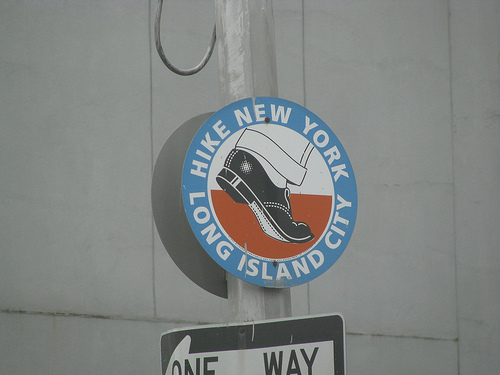 HIKE NEW YORK
LONG ISLAND CITY
ONE WAY